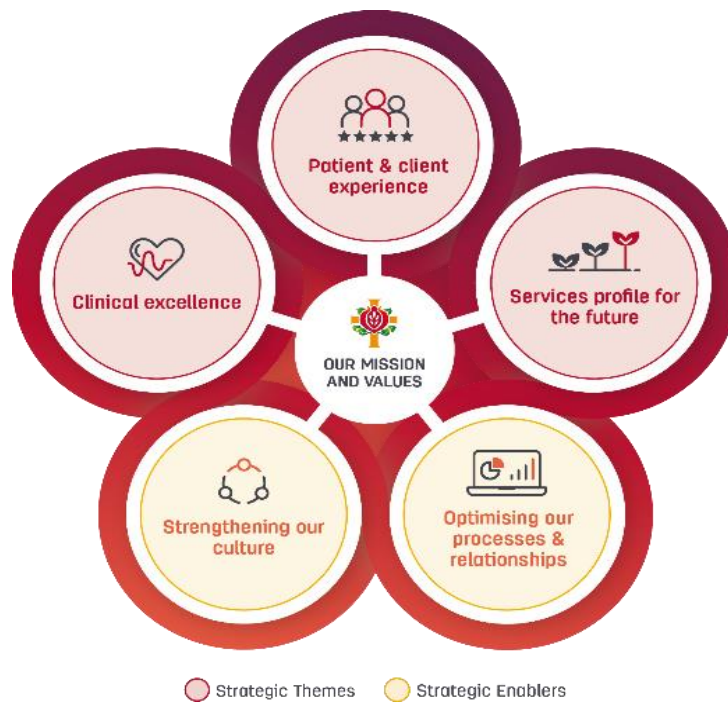 Patient & client
experience
Clinical excellence
Services profile for
the future
OUR MISSION
AND VALUES
Strengthening our
culture
Optimising our
processes &
relationships
Strategic Themes
Strategic Enablers